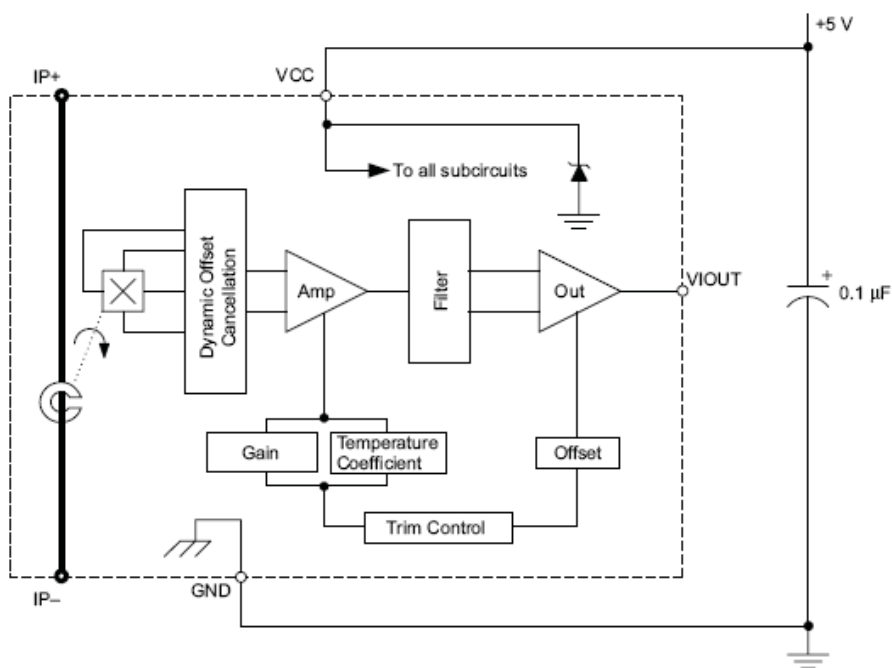 +5 V
VCC
IP+
To all subcircuits
Dynamic Offset
Cancellation
Amp
Filter
Out
VIOUT
+
0.1 µF
Gain
Temperature
Coefficient
Offset
Trim Control
GND
IP–